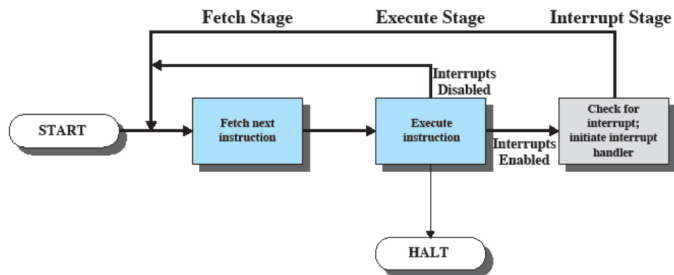 Fetch Stage
Execute Stage
Interrupt Stage
Interrupts
Disabled
START
Fetch next
instruction
Execute
instruction
Interrupts
Enabled
Check for
interrupt;
initiate interrupt
handler
HALT